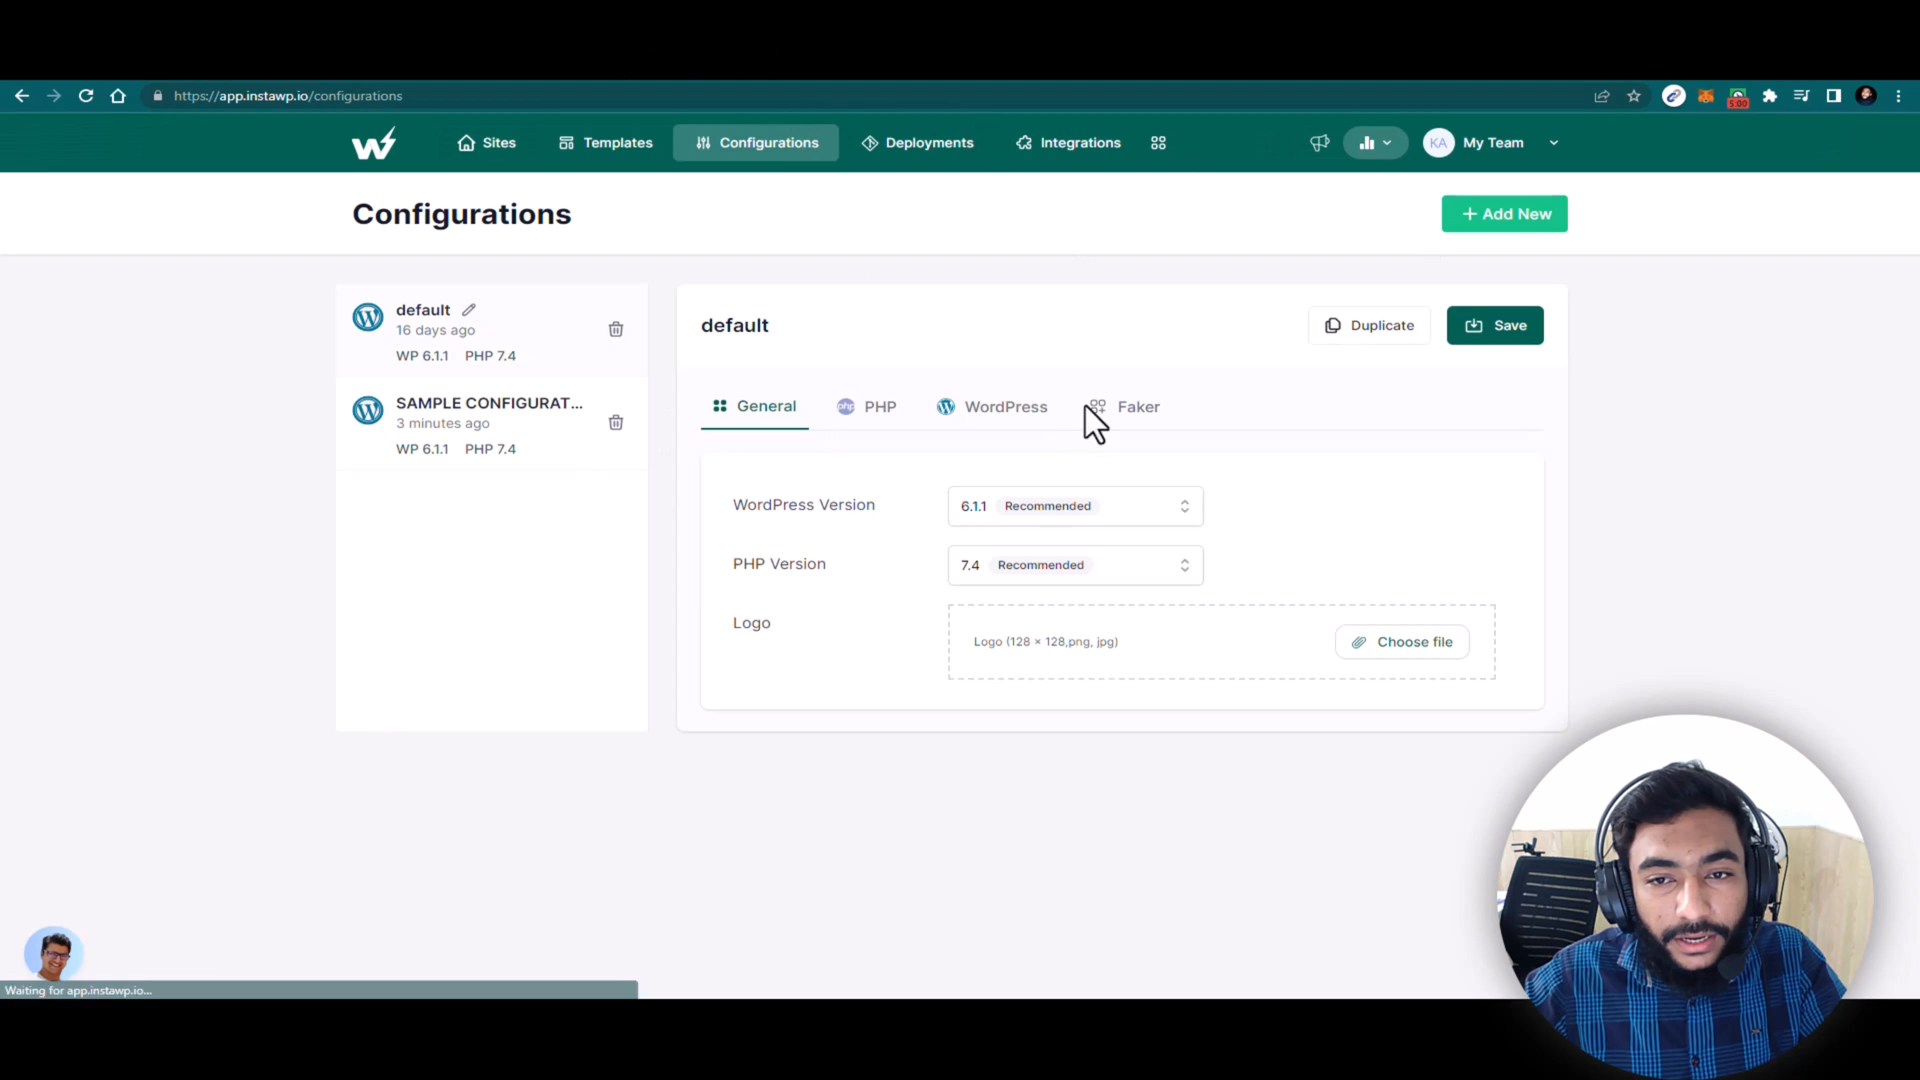 https://app.instawp.io/configurations
5:00
Sites
Templates
Configurations
Deployments
Integrations
KA
My Team
Configurations
+ Add New
default
16 days ago
WP 6.1.1 PHP 7.4
SAMPLE CONFIGURAT...
3 minutes ago
WP 6.1.1 PHP 7.4
default
Duplicate
Save
General
php PHP
WordPress
Faker
WordPress Version
6.1.1 Recommended
PHP Version
7.4 Recommended
Logo
Logo (128 × 128,png, jpg)
Choose file
Waiting for app.instawp.io...